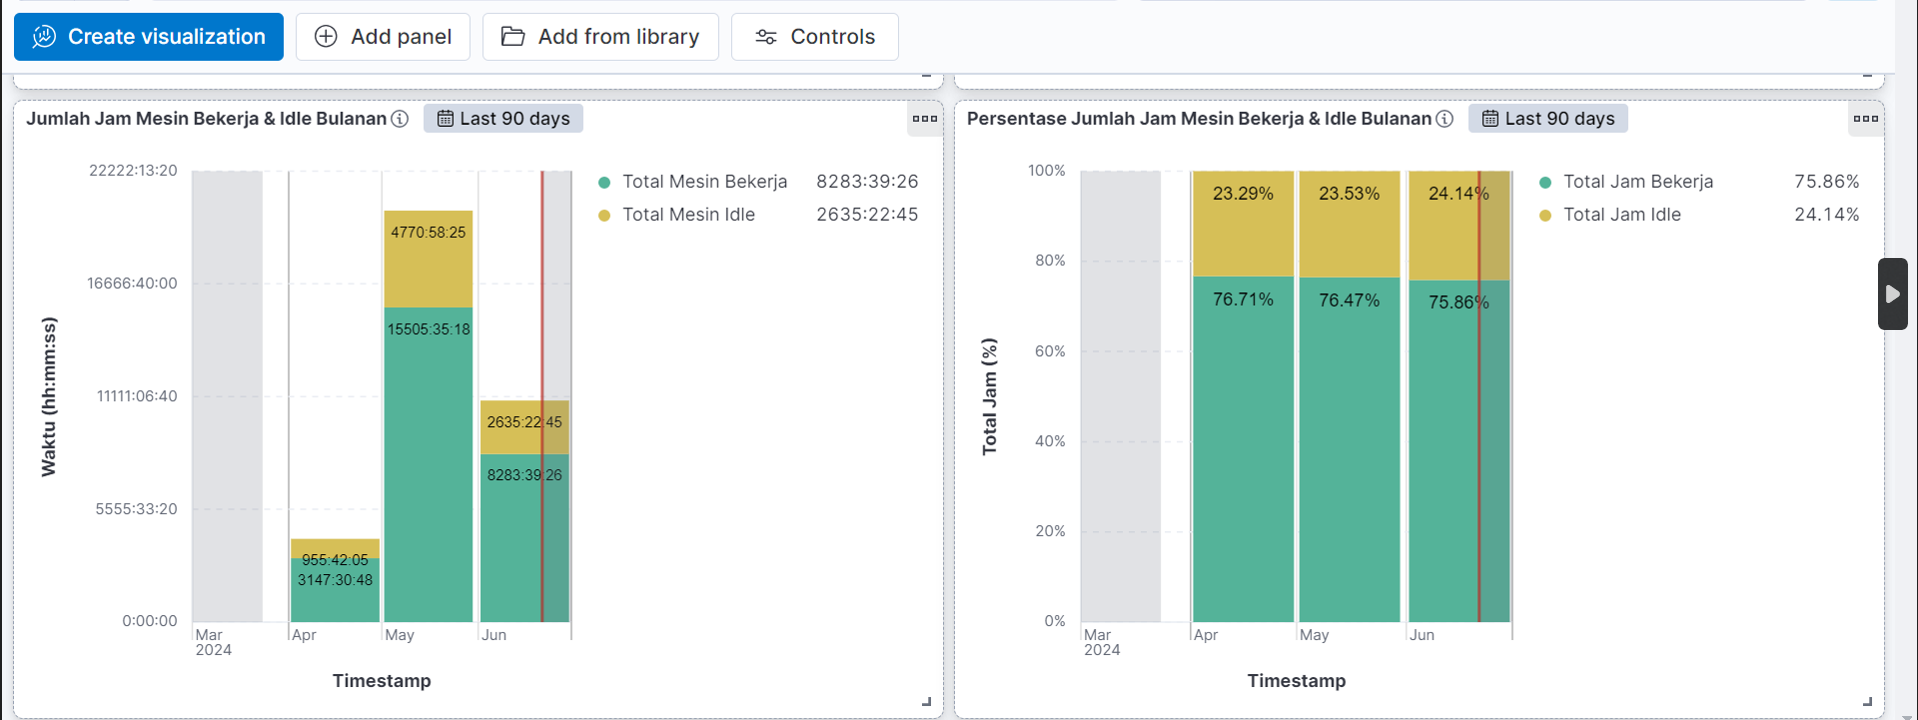 Create visualization
Add panel
Add from library
Controls
Jumlah Jam Mesin Bekerja & Idle Bulanan
Last 90 days
22222:13:20
16666:40:00
11111:06:40
5555:33:20
0:00:00
Waktu (hh:mm:ss)
4770:58:25
15505:35:18
2635:22:45
8283:39:26
955:42:05
3147:30:48
Mar
2024
Apr
May
Jun
Timestamp
Total Mesin Bekerja 8283:39:26
Total Mesin Idle 2635:22:45
Persentase Jumlah Jam Mesin Bekerja & Idle Bulanan
Last 90 days
100%
80%
60%
40%
20%
0%
Total Jam (%)
23.29% 23.53% 24.14%
76.71% 76.47% 75.86%
Mar
2024
Apr
May
Jun
Timestamp
Total Jam Bekerja 75.86%
Total Jam Idle 24.14%